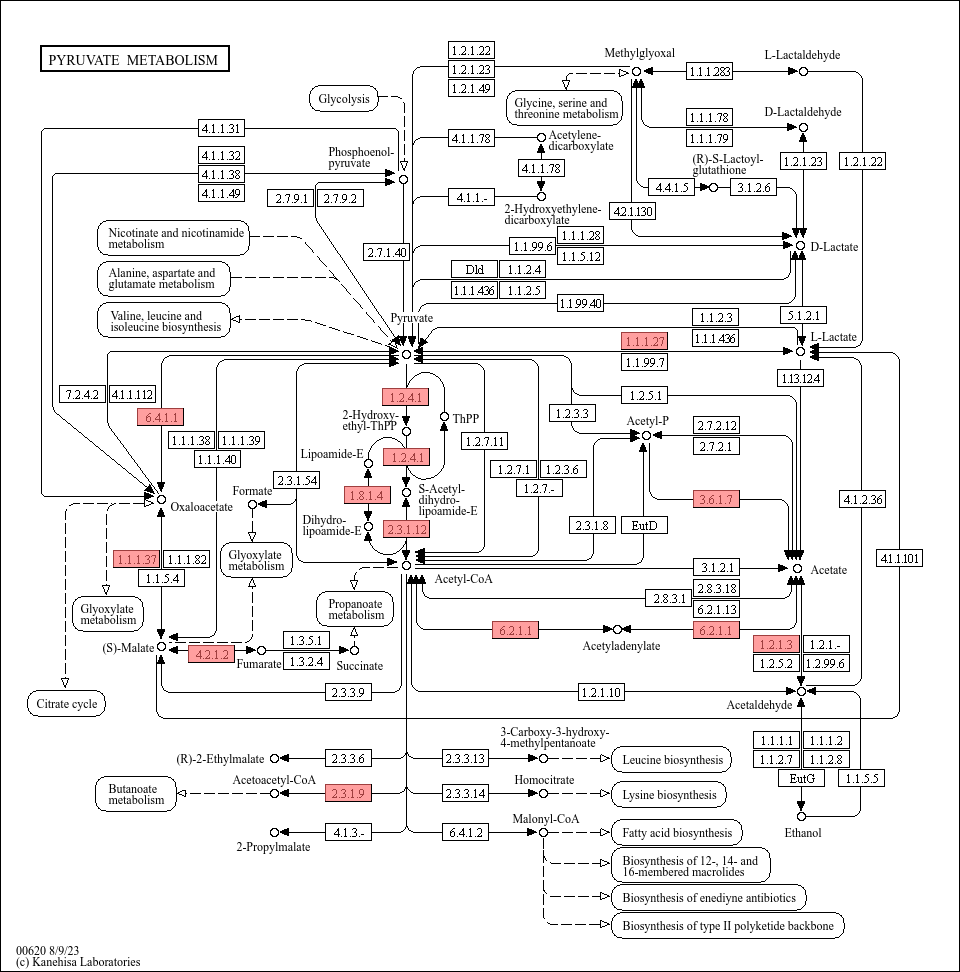 PYRUVATE METABOLISM
1.2.1.22
1.2.1.23
1.2.1.49
Methylglyoxal
1.1.1.283
L-Lactaldehyde
Glycolysis
Glycine, serine and
threonine metabolism
1.1.1.78
1.1.1.79
D-Lactaldehyde
4.1.1.31
4.1.1.32
4.1.1.38
4.1.1.49
Phosphoenol-
pyruvate
4.1.1.78
Acetylene-
dicarboxylate
4.1.1.78
(R)-S-Lactoyl-
glutathione
1.2.1.23
1.2.1.22
2.7.9.1
2.7.9.2
4.1.1.-
2-Hydroxyethylene-
dicarboxylate
4.4.1.5
3.1.2.6
4.2.1.130
Nicotinate and nicotinamide
metabolism
2.7.1.40
1.1.99.6
1.1.1.28
1.1.5.12
D-Lactate
Alanine, aspartate and
glutamate metabolism
Dld
1.1.2.4
1.1.1.436
1.1.2.5
1.1.99.40
Valine, leucine and
isoleucine biosynthesis
Pyruvate
1.1.2.3
1.1.1.436
5.1.2.1
L-Lactate
1.1.1.27
1.1.99.7
1.13.12.4
7.2.4.2
4.1.1.112
6.4.1.1
1.2.4.1
2-Hydroxy-
ethyl-ThPP
ThPP
1.2.3.3
1.2.5.1
Acetyl-P
2.7.2.12
2.7.2.1
1.1.1.38
1.1.1.39
1.1.1.40
Lipoamide-E
1.2.4.1
1.2.7.11
1.2.7.1
1.2.3.6
1.2.7.-
2.3.1.54
Formate
1.8.1.4
S-Acetyl-
dihydro-
lipoamide-E
3.6.1.7
4.1.2.36
Oxaloacetate
Dihydro-
lipoamide-E
2.3.1.12
2.3.1.8
EutD
1.1.1.37
1.1.1.82
1.1.5.4
Glyoxylate
metabolism
Acetyl-CoA
3.1.2.1
Acetate
4.1.1.101
Glyoxylate
metabolism
Propanoate
metabolism
2.8.3.1
2.8.3.18
6.2.1.13
6.2.1.1
Acetyladenylate
6.2.1.1
(S)-Malate
4.2.1.2
Fumarate
1.3.5.1
1.3.2.4
Succinate
1.2.1.3
1.2.1.-
1.2.5.2
1.2.99.6
Citrate cycle
2.3.3.9
1.2.1.10
Acetaldehyde
(R)-2-Ethylmalate
2.3.3.6
2.3.3.13
3-Carboxy-3-hydroxy-
4-methylpentanoate
Leucine biosynthesis
1.1.1.1
1.1.1.2
1.1.2.7
1.1.2.8
EutG
1.1.5.5
Butanoate
metabolism
Acetoacetyl-CoA
2.3.1.9
2.3.3.14
Homocitrate
Lysine biosynthesis
2-Propylmalate
4.1.3.-
6.4.1.2
Malonyl-CoA
Fatty acid biosynthesis
Ethanol
Biosynthesis of 12-, 14- and
16-membered macrolides
Biosynthesis of enediyne antibiotics
Biosynthesis of type II polyketide backbone
00620 8/9/23
(c) Kanehisa Laboratories